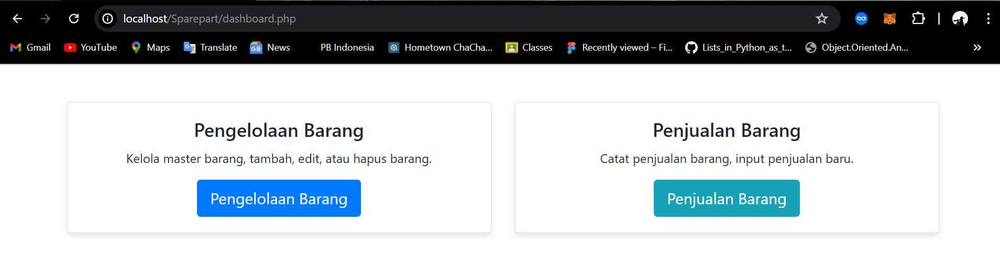 localhost/Sparepart/dashboard.php
Gmail YouTube Maps Translate News PB Indonesia Hometown ChaCha... Classes Recently viewed – Fi... Lists_in_Python_as_t... Object.Oriented.An...
Pengelolaan Barang
Kelola master barang, tambah, edit, atau hapus barang.
Pengelolaan Barang
Penjualan Barang
Catat penjualan barang, input penjualan baru.
Penjualan Barang